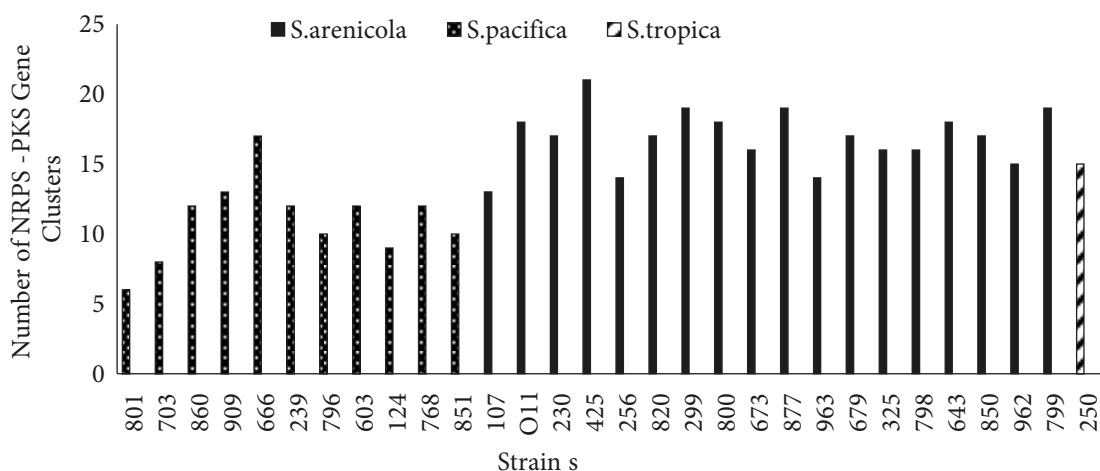 S.arenicola S.pacifica S.tropica
25
20
15
10
5
0
Number of NRPS -PKS Gene
Clusters
801 703 860 909 666 239 796 603 124 768 851 107 O11 230 425 256 820 299 800 673 877 963 679 325 798 643 850 962 799 250
Strain s